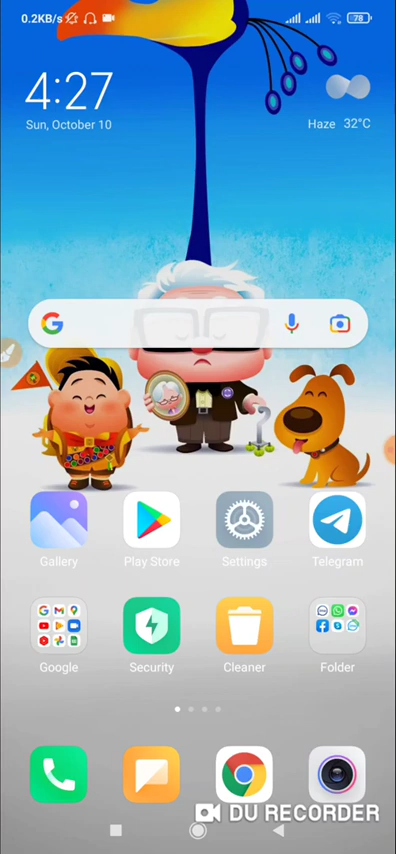 0.2KB/s 78
4:27
Sun, October 10
Haze 32°C
Gallery Play Store Settings Telegram
Google Security Cleaner Folder
DU RECORDER